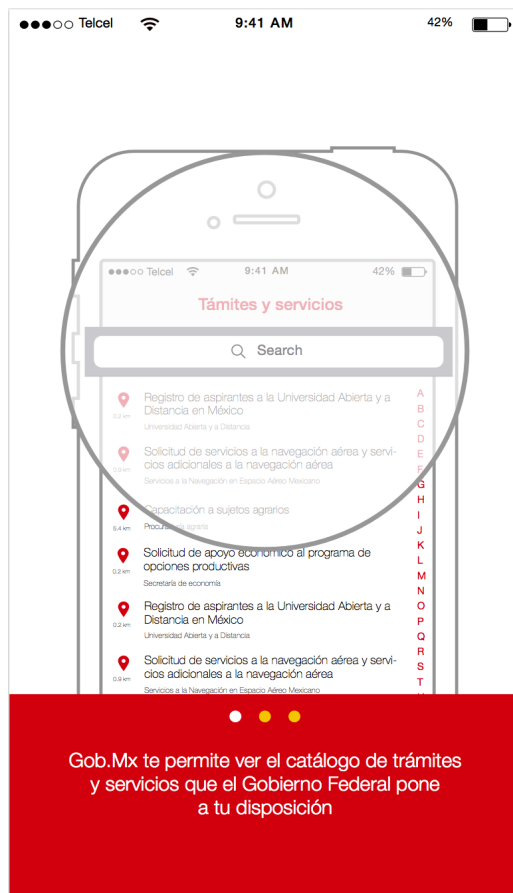 Telcel 9:41 AM 42%
Telcel 9:41 AM 42%
Támites y servicios
Search
Registro de aspirantes a la Universidad Abierta y a
Distancia en México
0.2 km
Universidad Abierta y a Distancia
Solicitud de servicios a la navegación aérea y servi-
cios adicionales a la navegación aérea
0.9 km
Servicios a la Navegación en Espacio Aéreo Mexicano
Capacitación a sujetos agrarios
5.4 km
Procuraduría agraria
Solicitud de apoyo económico al programa de
opciones productivas
0.2 km
Secretaría de economía
Registro de aspirantes a la Universidad Abierta y a
Distancia en México
0.2 km
Universidad Abierta y a Distancia
Solicitud de servicios a la navegación aérea y servi-
cios adicionales a la navegación aérea
0.9 km
Servicios a la Navegación en Espacio Aéreo Mexicano
A
B
C
D
E
F
G
H
I
J
K
L
M
N
O
P
Q
R
S
T
Gob.Mx te permite ver el catálogo de trámites
y servicios que el Gobierno Federal pone
a tu disposición